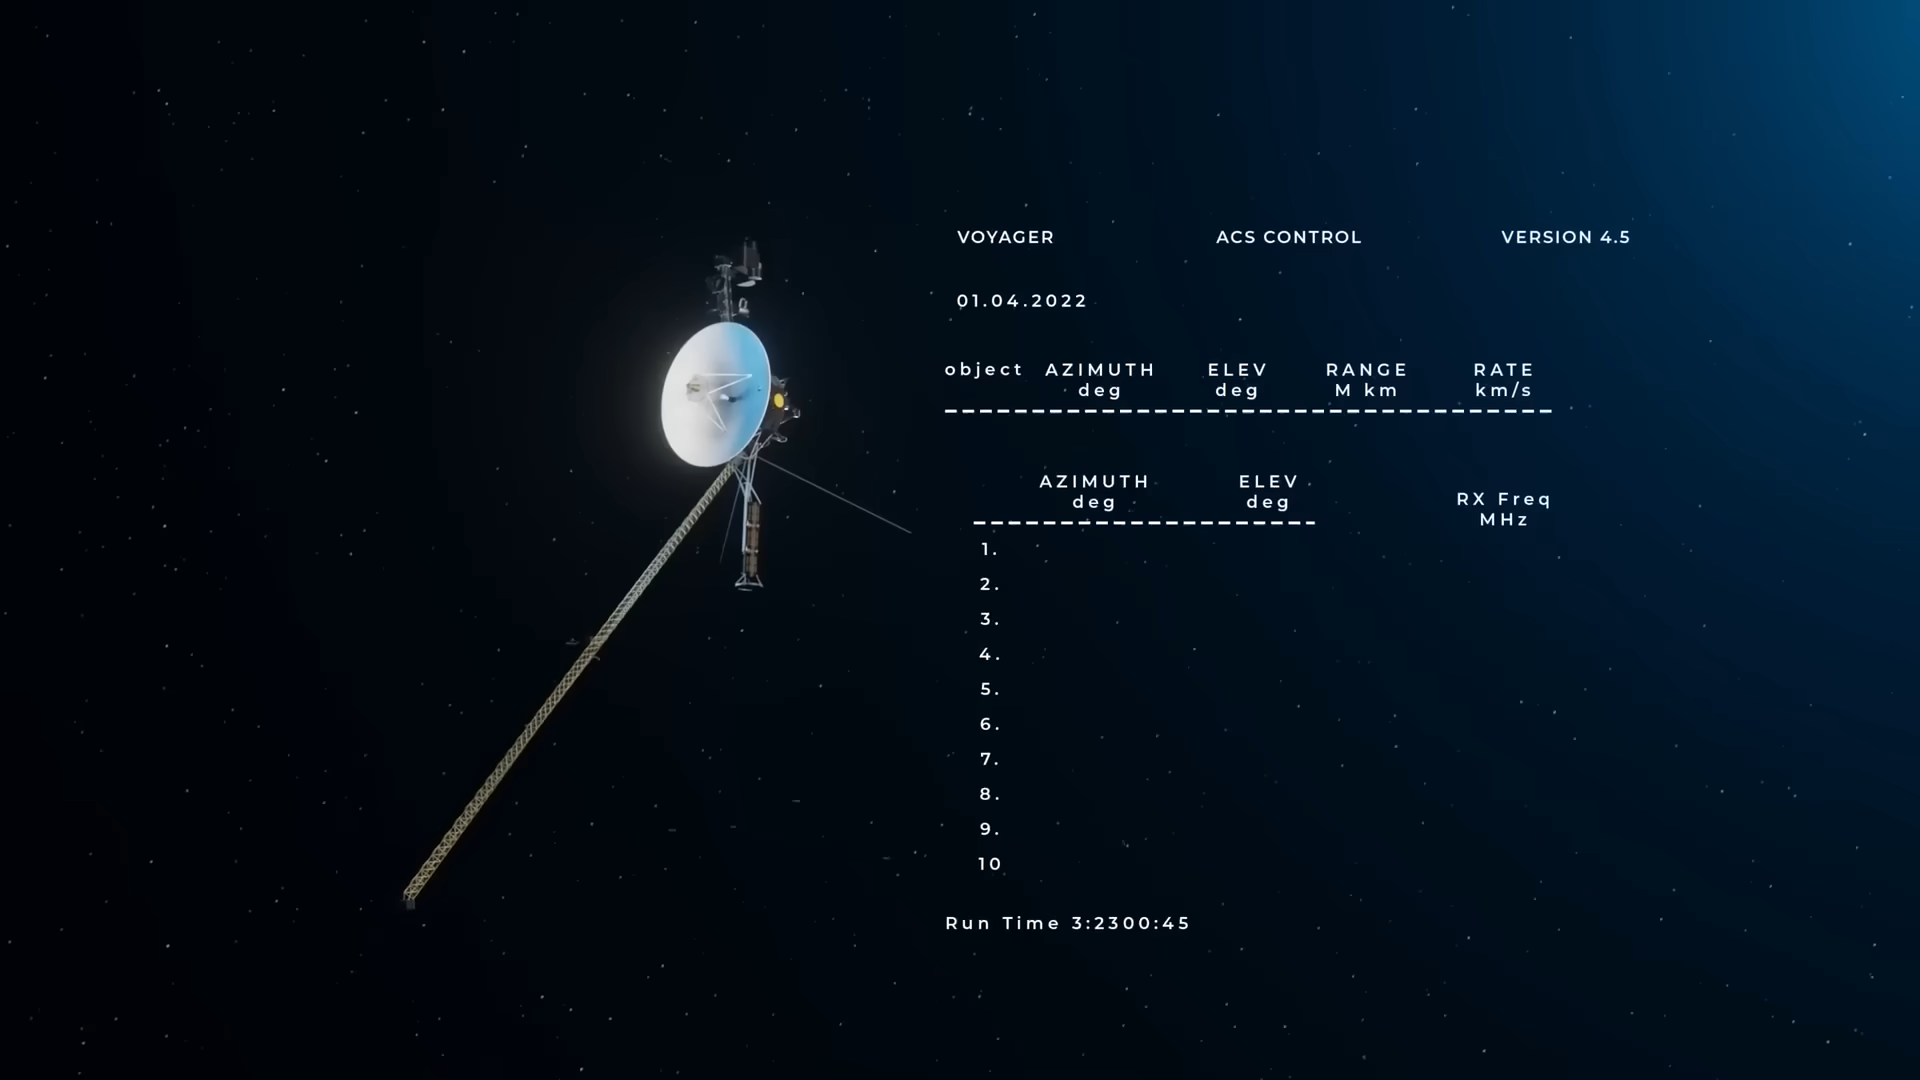 VOYAGER ACS CONTROL VERSION 4.5
01.04.2022
object AZIMUTH ELEV RANGE RATE
deg deg M km km/s
AZIMUTH ELEV
deg deg
RX Freq
MHz
1.
2.
3.
4.
5.
6.
7.
8.
9.
10
Run Time 3:2300:45